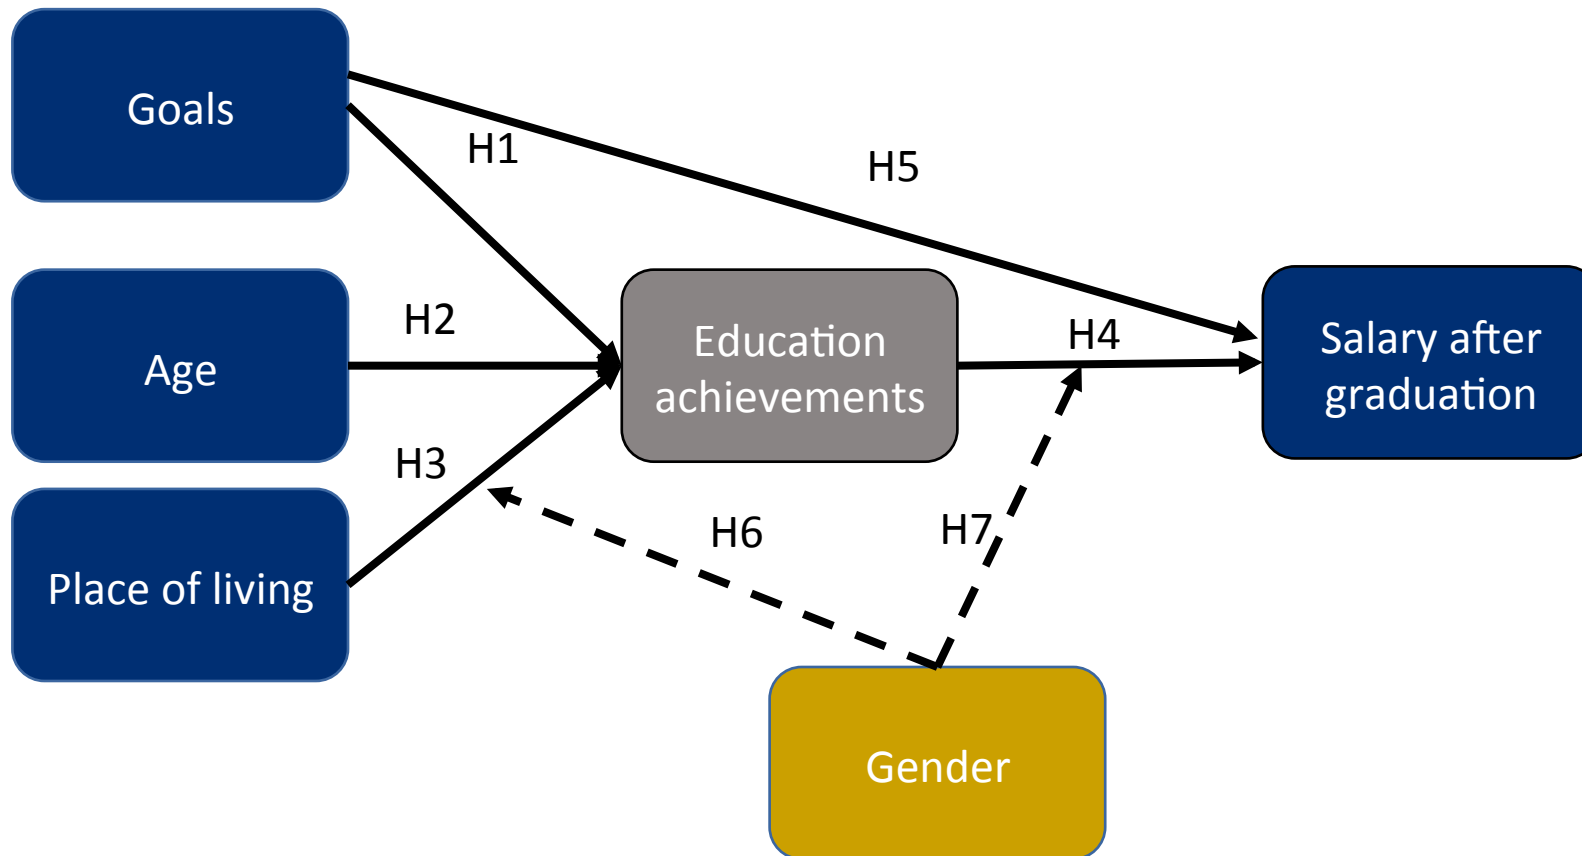 Goals
H1
H5
Age
H2
Education
achievements
H4
Salary after
graduation
H3
Place of living
H6
H7
Gender